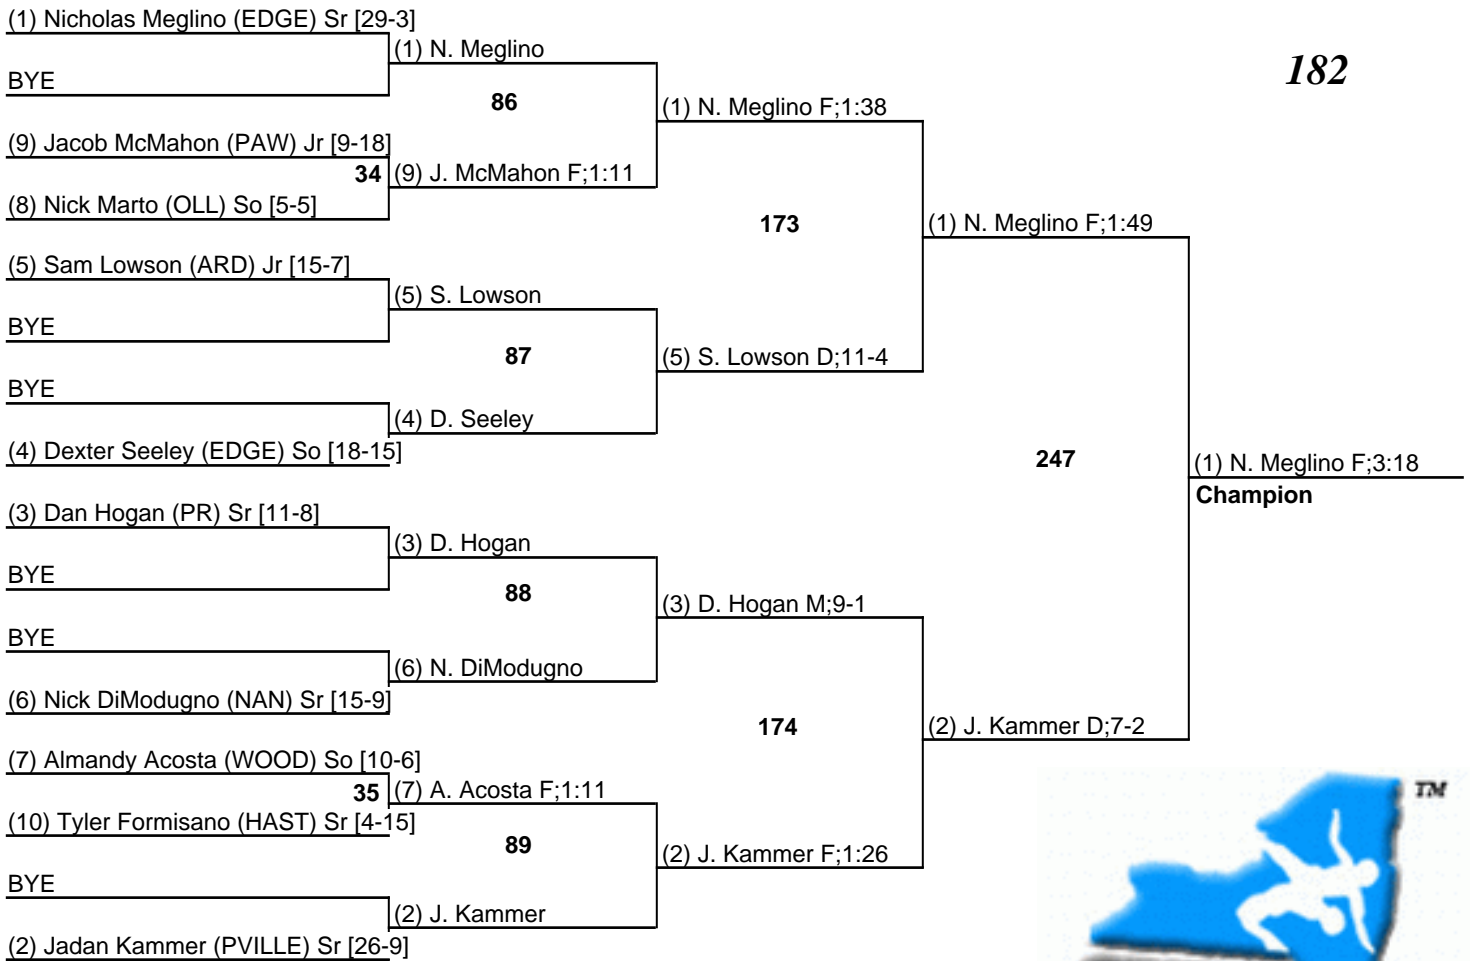 (1) Nicholas Meglino (EDGE) Sr [29-3]
(1) N. Meglino
182
BYE
86
(1) N. Meglino F;1:38
(9) Jacob McMahon (PAW) Jr [9-18]
34
(9) J. McMahon F;1:11
(8) Nick Marto (OLL) So [5-5]
173
(1) N. Meglino F;1:49
(5) Sam Lowson (ARD) Jr [15-7]
(5) S. Lowson
BYE
87
(5) S. Lowson D;11-4
BYE
(4) D. Seeley
(4) Dexter Seeley (EDGE) So [18-15]
247
(1) N. Meglino F;3:18
Champion
(3) Dan Hogan (PR) Sr [11-8]
(3) D. Hogan
BYE
88
(3) D. Hogan M;9-1
BYE
(6) N. DiModugno
(6) Nick DiModugno (NAN) Sr [15-9]
174
(2) J. Kammer D;7-2
(7) Almandy Acosta (WOOD) So [10-6]
35
(7) A. Acosta F;1:11
(10) Tyler Formisano (HAST) Sr [4-15]
89
(2) J. Kammer F;1:26
BYE
(2) J. Kammer
(2) Jadan Kammer (PVILLE) Sr [26-9]
TM